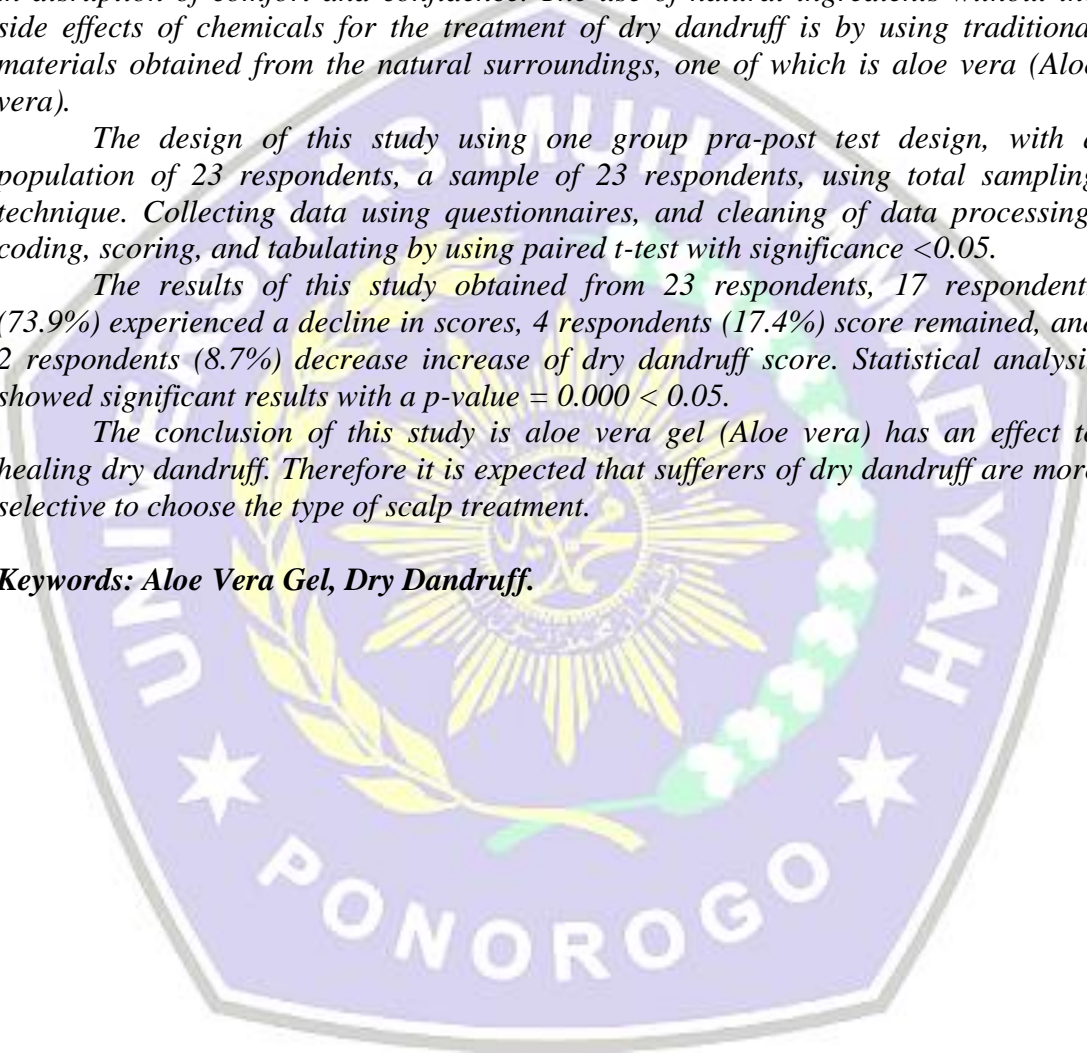 in disruption of comfort and The use of natural ingredients without
side effects of chemicals for the treatment of dry dandruff is by using traditiona
materials obtained from the natural surroundings, one of which is aloe vera (Aloe
vera).
The design of this study using one group pra-post test design, with a
population of 23 respondents, a sample of 23 respondents, using total sampling
technique. Collecting data using questionnaires, and cleaning of data processing
coding, scoring, and tabulating by using paired t-test with significance <0.05.
The results of this study obtained from 23 respondents, 17 respondent
(73.9%) experienced a decline in scores, 4 respondents (17.4%) score remained, and
2 respondents (8.7%) decrease increase of dry dandruff score. Statistical analysi
showed significant results with a p-value = 0.000 < 0.05.
The conclusion of this study is aloe vera gel (Aloe vera) has an effect to
healing dry dandruff. Therefore it is expected that sufferers of dry dandruff are more
selective to choose the type of scalp treatment.
Keywords: Aloe Vera Gel, Dry Dandruff.
UNIVERSITAS MUHAMMADIYAH
PONOROGO